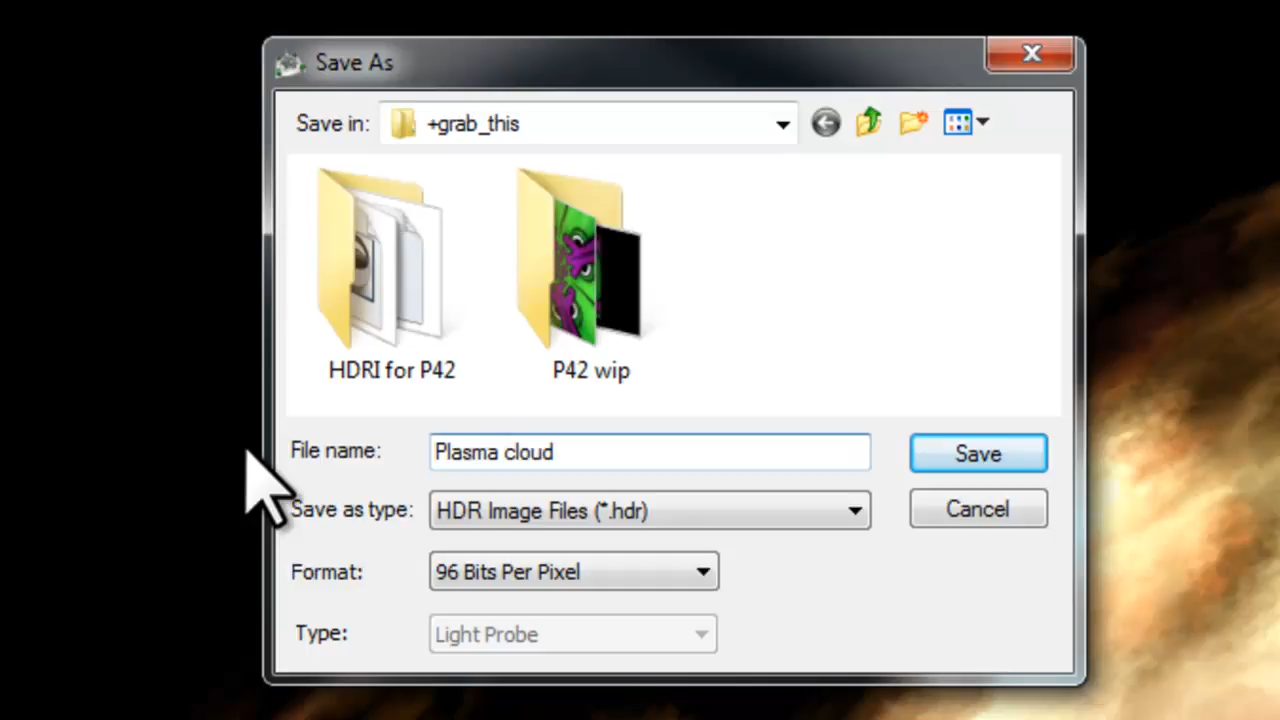 Save As
Save in: +grab_this
HDRI for P42 P42 wip
File name: Plasma cloud Save
Save as type: HDR Image Files (*.hdr) Cancel
Format: 96 Bits Per Pixel
Type: Light Probe